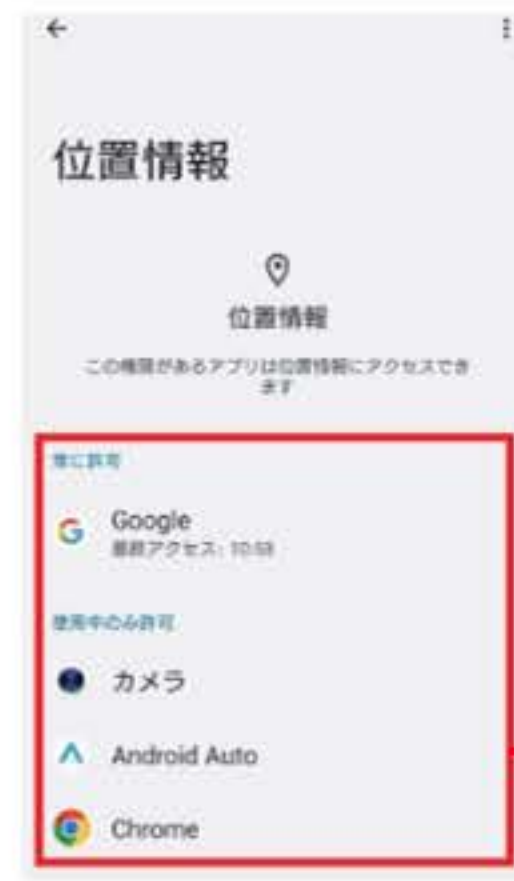 位置情報
位置情報
この権限があるアプリは位置情報にアクセスでき
ます
常に許可
Google
最終アクセス: 10:53
使用中のみ許可
カメラ
Android Auto
Chrome